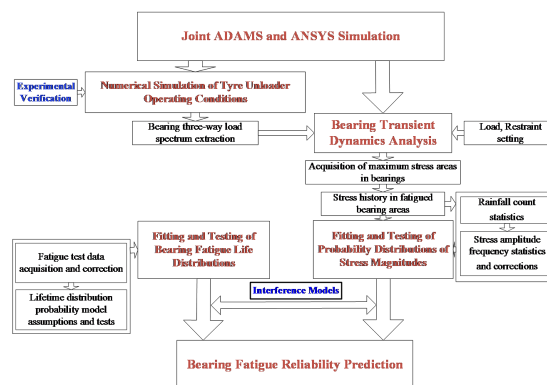 Joint ADAMS and ANSYS Simulation
Experimental
Verification
Numerical Simulation of Tyre Unloader
Operating Conditions
Bearing three-way load
spectrum extraction
Bearing Transient
Dynamics Analysis
Load, Restraint
setting
Acquisition of maximum stress areas
in bearings
Stress history in fatigued
bearing areas
Rainfall count
statistics
Stress amplitude
frequency statistics
and corrections
Fatigue test data
acquisition and correction
Lifetime distribution
probability model
assumptions and tests
Fitting and Testing of
Bearing Fatigue Life
Distributions
Fitting and Testing of
Probability Distributions of
Stress Magnitudes
Interference Models
Bearing Fatigue Reliability Prediction